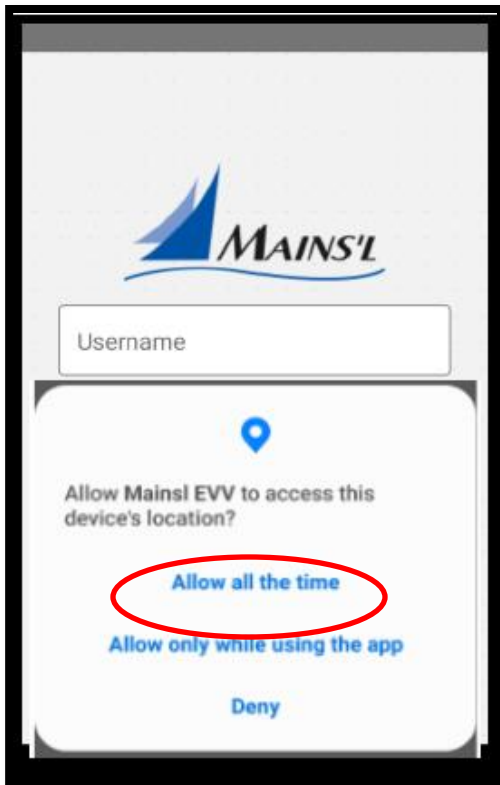 MAINS'L
Username
Allow Mainsl EVV to access this
device's location?
Allow all the time
Allow only while using the app
Deny